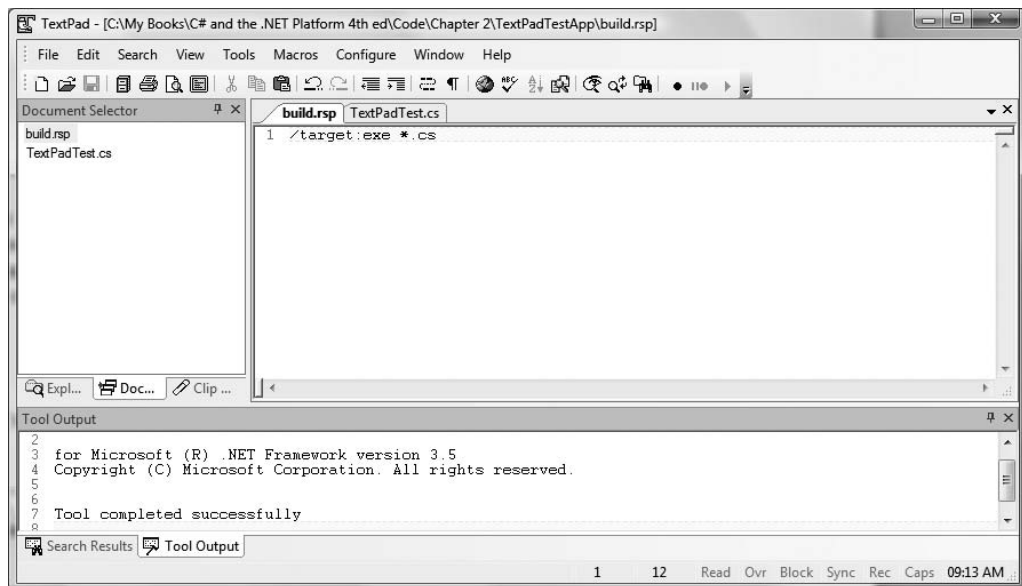 TextPad - [C:\My Books\C# and the .NET Platform 4th ed\Code\Chapter 2\TextPadTestApp\build.rsp]
File Edit Search View Tools Macros Configure Window Help
Document Selector
build.rsp
TextPadTest.cs
Expl... Doc... Clip ...
build.rsp TextPadTest.cs
1 /target:exe *.cs
Tool Output
2
3 for Microsoft (R) .NET Framework version 3.5
4 Copyright (C) Microsoft Corporation. All rights reserved.
5
6
7 Tool completed successfully
8
Search Results Tool Output
1 12 Read Ovr Block Sync Rec Caps 09:13 AM